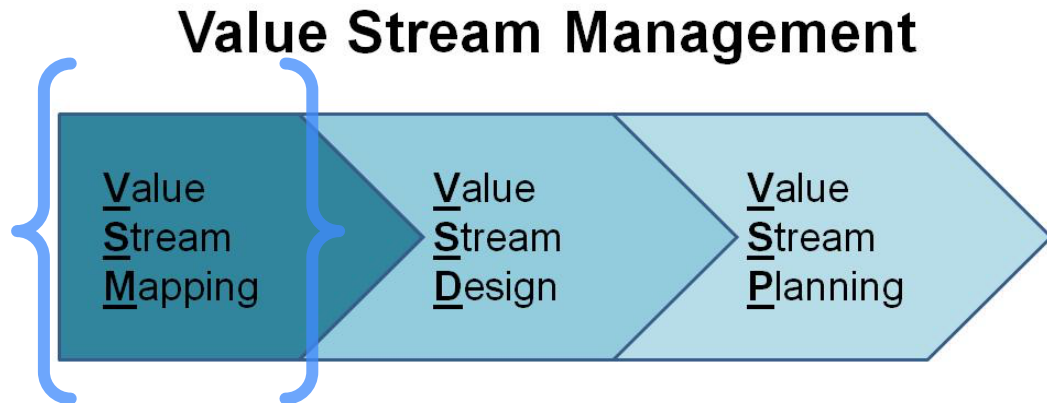 Value Stream Management
Value
Stream
Mapping
Value
Stream
Design
Value
Stream
Planning